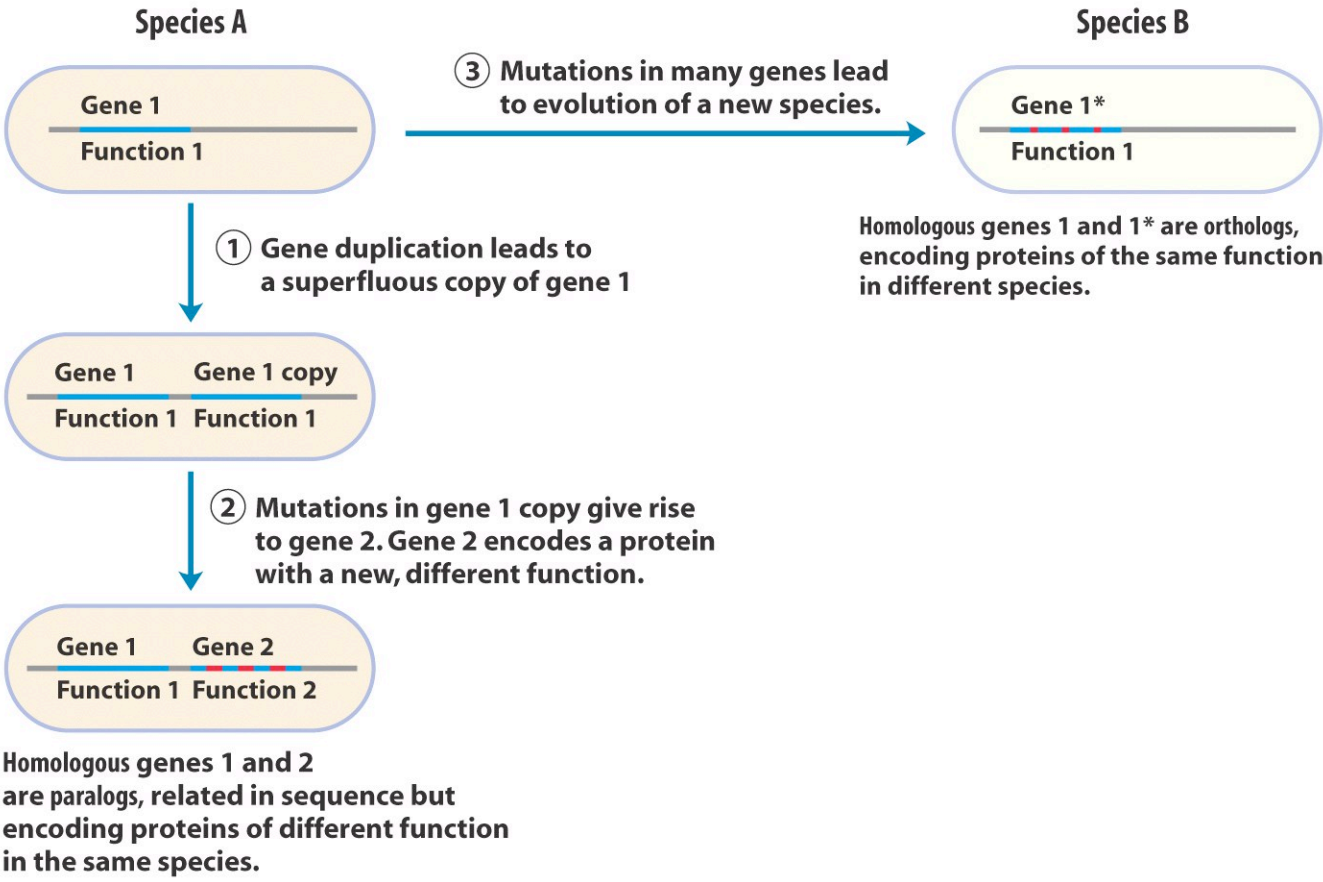 Species A
Species B
Gene 1
Function 1
③ Mutations in many genes lead
to evolution of a new species.
Gene 1*
Function 1
Homologous genes 1 and 1* are orthologs,
encoding proteins of the same function
in different species.
① Gene duplication leads to
a superfluous copy of gene 1
Gene 1 Gene 1 copy
Function 1 Function 1
② Mutations in gene 1 copy give rise
to gene 2. Gene 2 encodes a protein
with a new, different function.
Gene 1 Gene 2
Function 1 Function 2
Homologous genes 1 and 2
are paralogs, related in sequence but
encoding proteins of different function
in the same species.